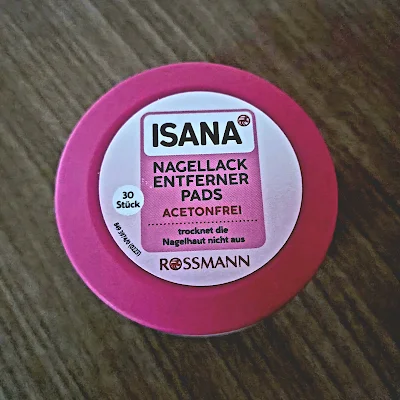 ISANA
NAGELLACK
ENTFERNER
PADS
ACETONFREI
30
Stück
trocknet die
Nagelhaut nicht aus
ROSSMANN